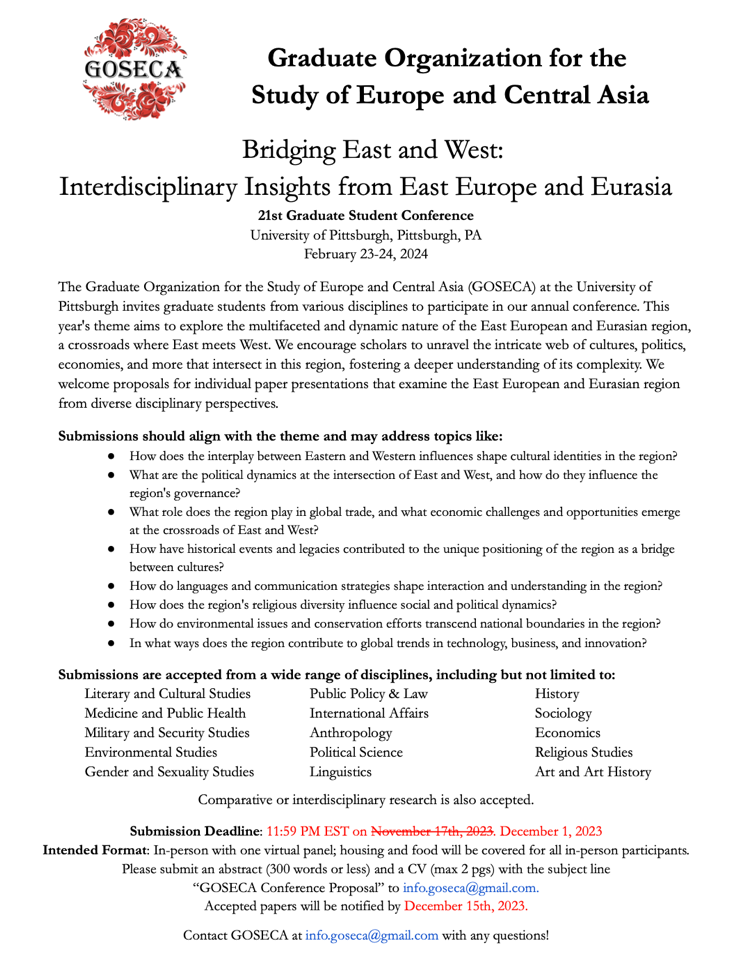 GOSECA
Graduate Organization for the
Study of Europe and Central Asia
Bridging East and West:
Interdisciplinary Insights from East Europe and Eurasia
21st Graduate Student Conference
University of Pittsburgh, Pittsburgh, PA
February 23-24, 2024
The Graduate Organization for the Study of Europe and Central Asia (GOSECA) at the University of
Pittsburgh invites graduate students from various disciplines to participate in our annual conference. This
year's theme aims to explore the multifaceted and dynamic nature of the East European and Eurasian region,
a crossroads where East meets West. We encourage scholars to unravel the intricate web of cultures, politics,
economies, and more that intersect in this region, fostering a deeper understanding of its complexity. We
welcome proposals for individual paper presentations that examine the East European and Eurasian region
from diverse disciplinary perspectives.
Submissions should align with the theme and may address topics like:
● How does the interplay between Eastern and Western influences shape cultural identities in the region?
● What are the political dynamics at the intersection of East and West, and how do they influence the
region's governance?
● What role does the region play in global trade, and what economic challenges and opportunities emerge
at the crossroads of East and West?
● How have historical events and legacies contributed to the unique positioning of the region as a bridge
between cultures?
● How do languages and communication strategies shape interaction and understanding in the region?
● How does the region's religious diversity influence social and political dynamics?
● How do environmental issues and conservation efforts transcend national boundaries in the region?
● In what ways does the region contribute to global trends in technology, business, and innovation?
Submissions are accepted from a wide range of disciplines, including but not limited to:
Literary and Cultural Studies Public Policy & Law History
Medicine and Public Health International Affairs Sociology
Military and Security Studies Anthropology Economics
Environmental Studies Political Science Religious Studies
Gender and Sexuality Studies Linguistics Art and Art History
Comparative or interdisciplinary research is also accepted.
Submission Deadline: 11:59 PM EST on November 17th, 2023. December 1, 2023
Intended Format: In-person with one virtual panel; housing and food will be covered for all in-person participants.
Please submit an abstract (300 words or less) and a CV (max 2 pgs) with the subject line
“GOSECA Conference Proposal” to info.goseca@gmail.com.
Accepted papers will be notified by December 15th, 2023.
Contact GOSECA at info.goseca@gmail.com with any questions!